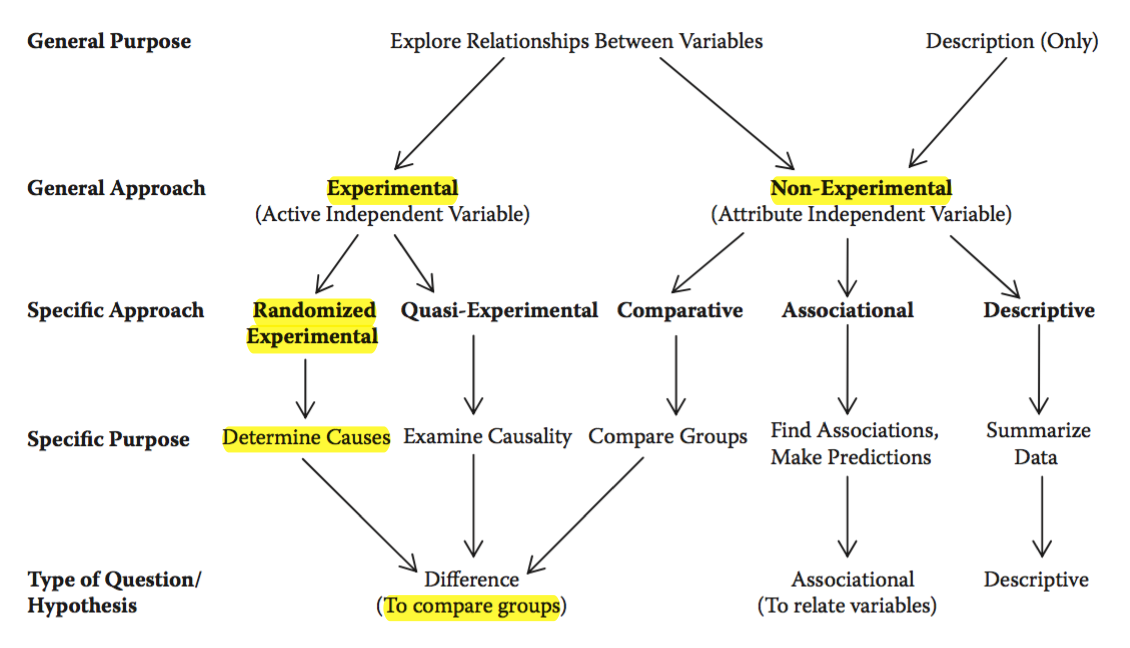 General Purpose
Explore Relationships Between Variables
Description (Only)
General Approach
Experimental
(Active Independent Variable)
Non-Experimental
(Attribute Independent Variable)
Specific Approach
Randomized
Experimental
Quasi-Experimental
Comparative
Associational
Descriptive
Specific Purpose
Determine Causes
Examine Causality
Compare Groups
Find Associations,
Make Predictions
Summarize
Data
Type of Question/
Hypothesis
Difference
(To compare groups)
Associational
(To relate variables)
Descriptive